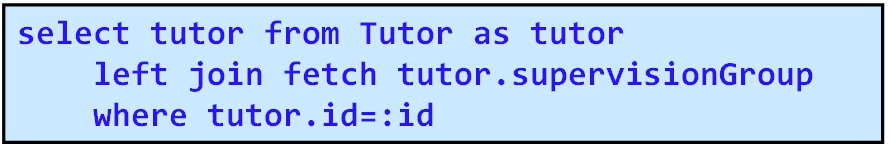 select tutor from Tutor as tutor
left join fetch tutor.supervisionGroup
where tutor.id=:id